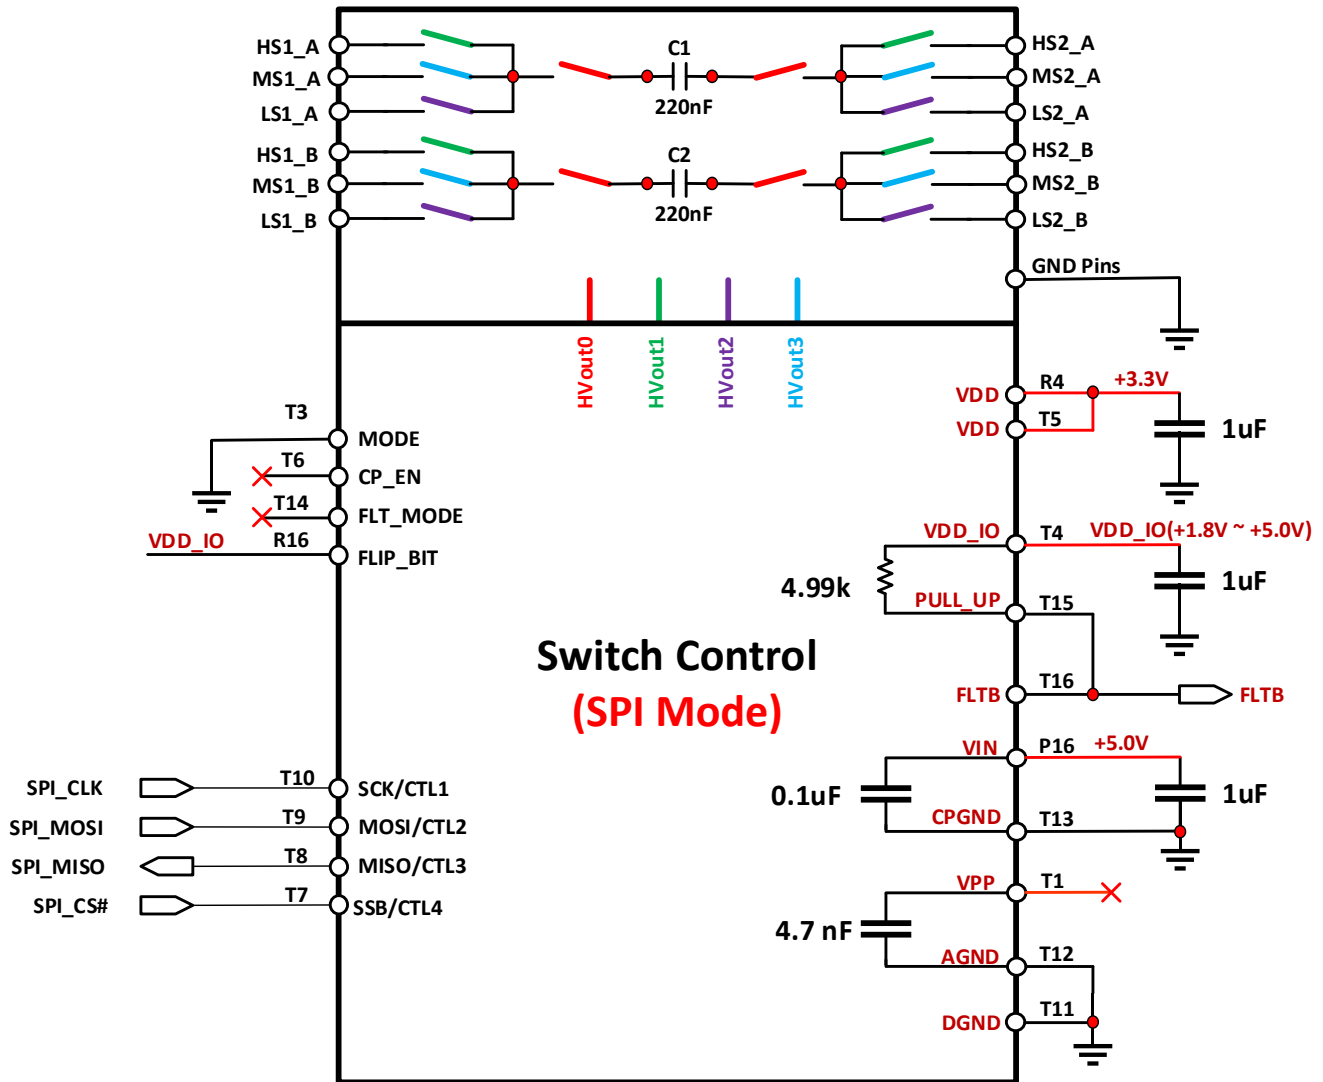 HS1_A
C1
HS2_A
MS1_A
MS2_A
220nF
LS1_A
LS2_A
HS1_B
C2
HS2_B
MS1_B
MS2_B
220nF
LS1_B
LS2_B
GND Pins
HVout0
HVout1
HVout2
HVout3
VDD R4 +3.3V
VDD T5
1uF
T3
MODE
T6
CP_EN
T14
FLT_MODE
VDD_IO R16
FLIP_BIT
VDD_IO T4 VDD_IO(+1.8V ~ +5.0V)
4.99k
1uF
PULL_UP T15
Switch Control
(SPI Mode)
FLTB T16 FLTB
VIN P16 +5.0V
0.1uF
1uF
CPGND T13
SPI_CLK T10 SCK/CTL1
SPI_MOSI T9 MOSI/CTL2
SPI_MISO T8 MISO/CTL3
SPI_CS# T7 SSB/CTL4
VPP T1
4.7 nF
AGND T12
DGND T11